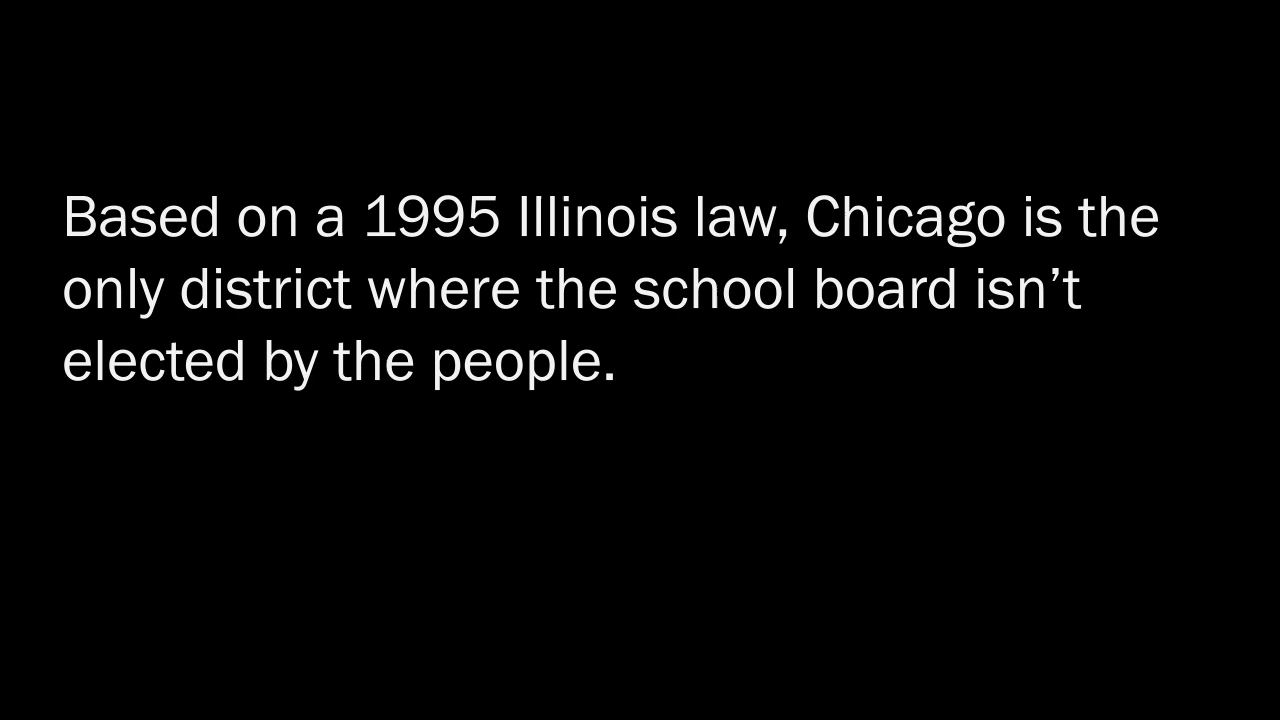 Based on a 1995 Illinois law, Chicago is the
only district where the school board isn’t
elected by the people.